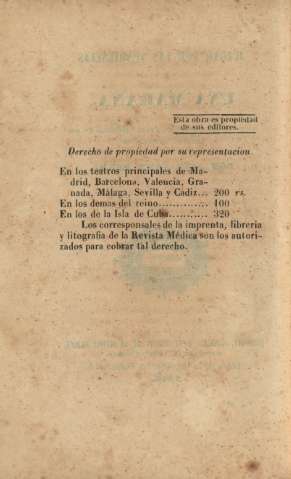 Esta obra es propiedad
de sus editores.
Derecho de propiedad por su representacion
En los teatros principales de Ma-
drid, Barcelona, Valencia, Gra-
nada, Málaga, Sevilla y Cádiz... 200 rs.
En los demas del reino............. 100
En los de la Isla de Cuba.......... 320
Los corresponsales de la imprenta, libreria
y litografia de la Revista Médica son los autori-
zados para cobrar tal derecho.